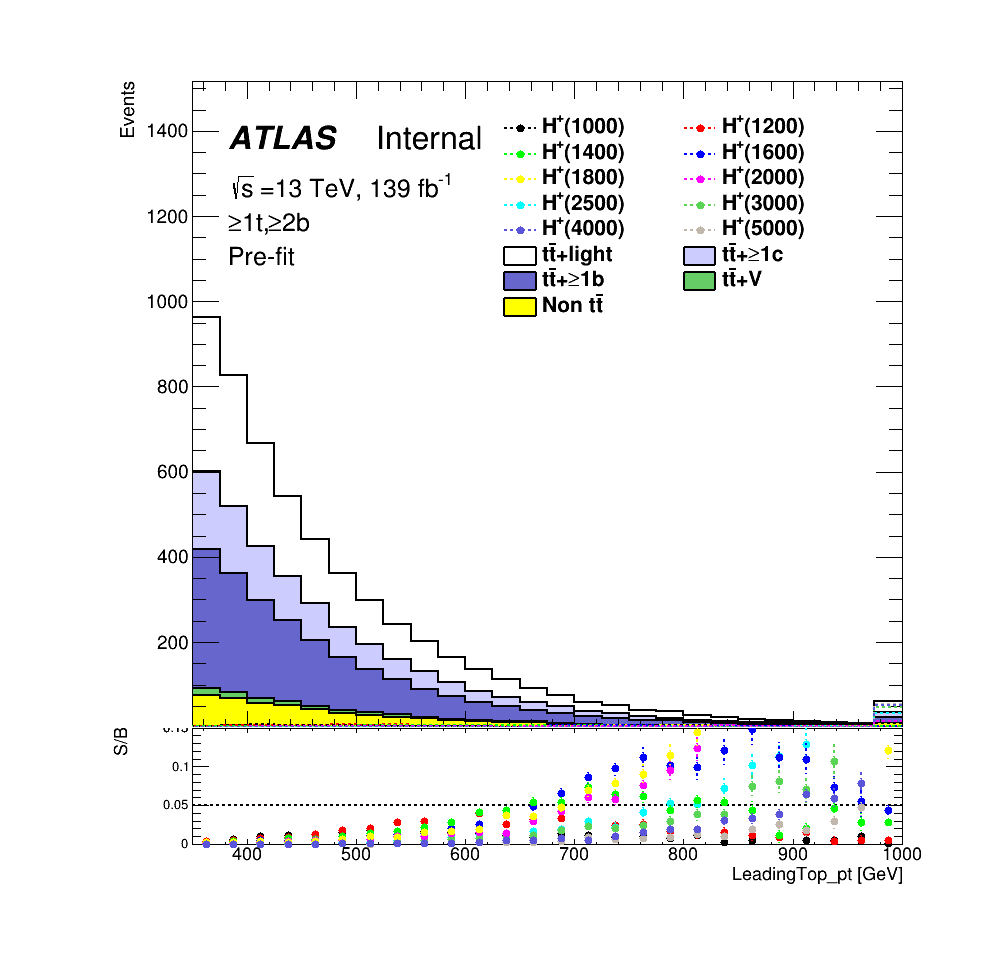 Events
1400
1200
1000
800
600
400
200
ATLAS Internal
√s =13 TeV, 139 fb⁻¹
≥1t,≥2b
Pre-fit
H⁺(1000) H⁺(1200)
H⁺(1400) H⁺(1600)
H⁺(1800) H⁺(2000)
H⁺(2500) H⁺(3000)
H⁺(4000) H⁺(5000)
tt̄+light tt̄+≥1c
tt̄+≥1b tt̄+V
Non tt̄
S/B
0.15
0.1
0.05
0
400 500 600 700 800 900 1000
LeadingTop_pt [GeV]